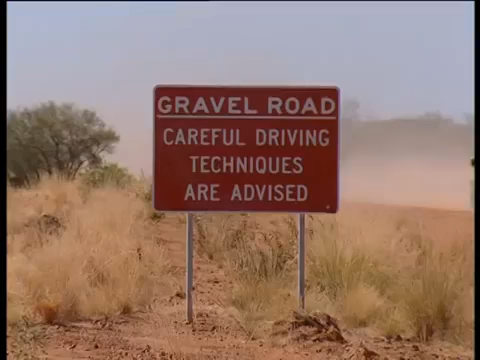 GRAVEL ROAD
CAREFUL DRIVING
TECHNIQUES
ARE ADVISED